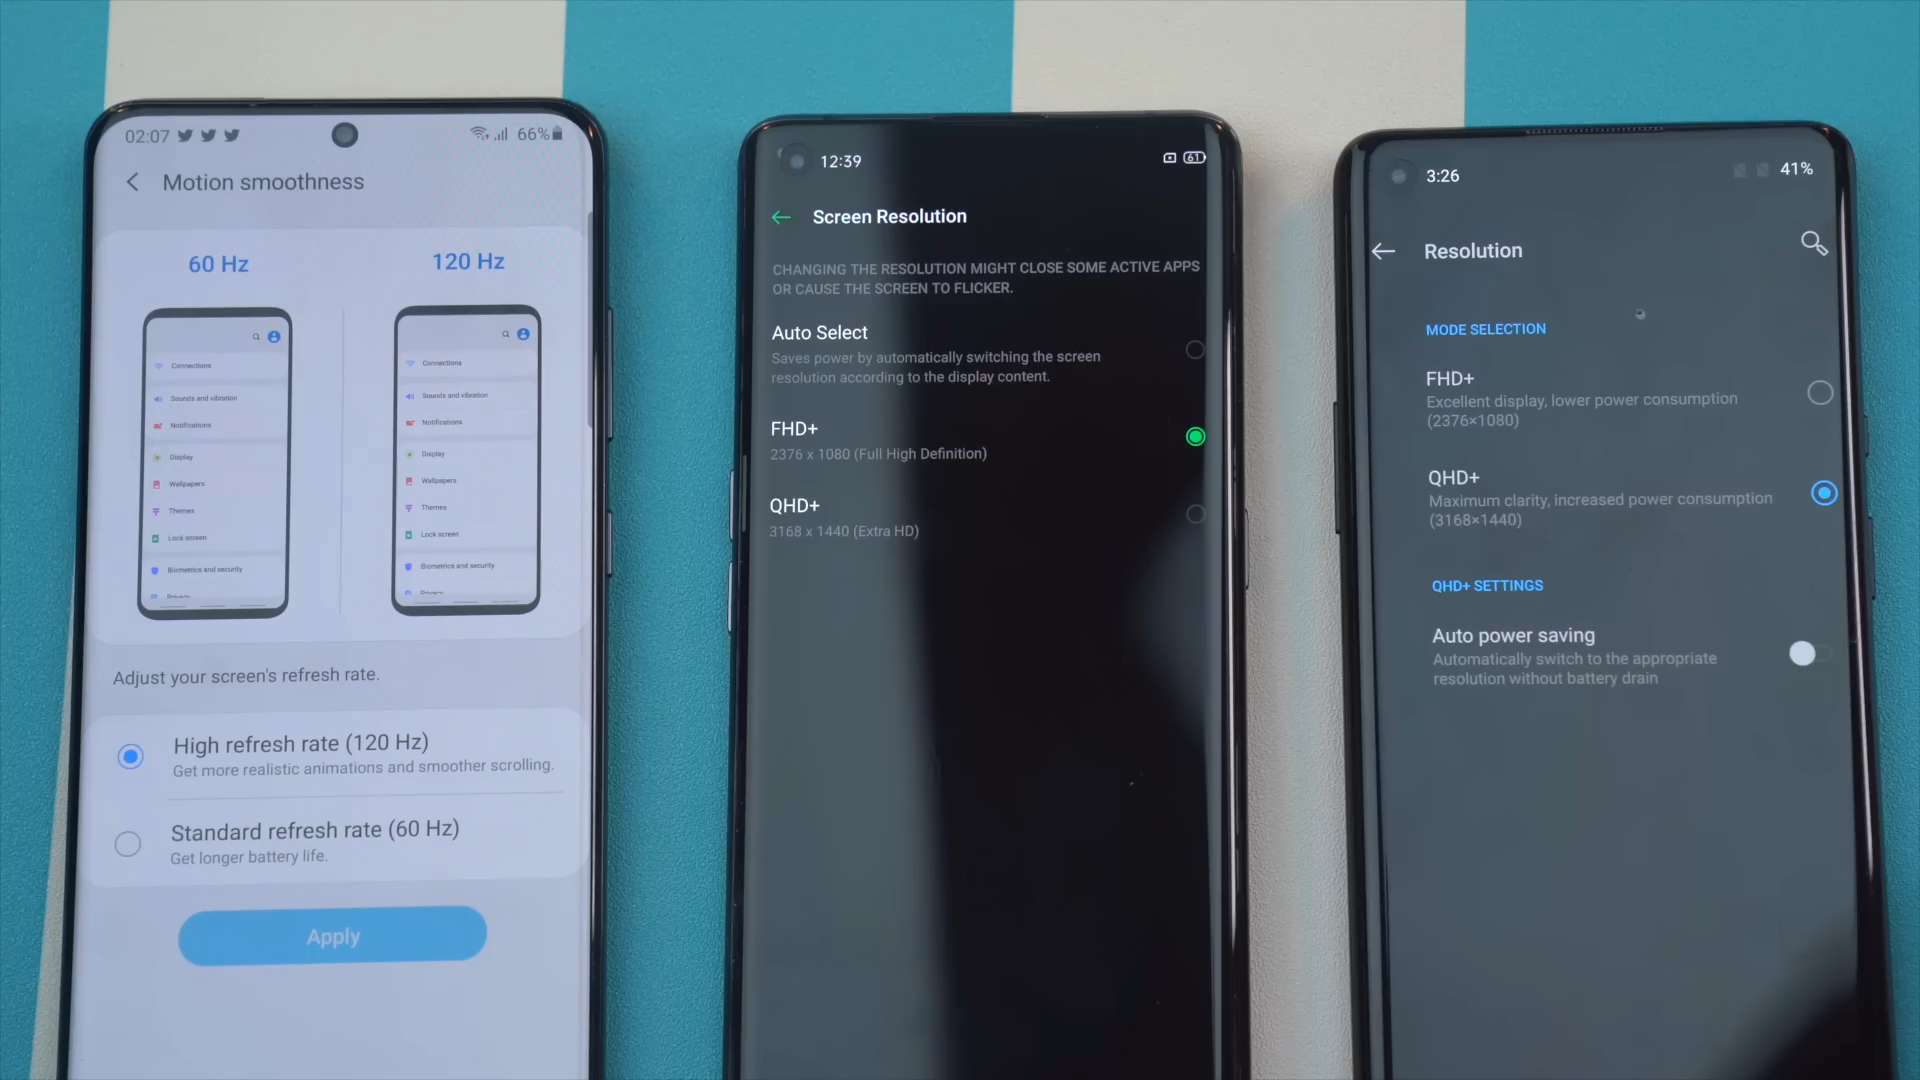 02:07
66%
Motion smoothness
60 Hz
120 Hz
Connections
Sounds and vibration
Notifications
Display
Wallpapers
Themes
Lock screen
Biometrics and security
Privacy
Connections
Sounds and vibration
Notifications
Display
Wallpapers
Themes
Lock screen
Biometrics and security
Privacy
Adjust your screen's refresh rate.
High refresh rate (120 Hz)
Get more realistic animations and smoother scrolling.
Standard refresh rate (60 Hz)
Get longer battery life.
Apply
12:39
61
Screen Resolution
CHANGING THE RESOLUTION MIGHT CLOSE SOME ACTIVE APPS
OR CAUSE THE SCREEN TO FLICKER.
Auto Select
Saves power by automatically switching the screen
resolution according to the display content.
FHD+
2376 x 1080 (Full High Definition)
QHD+
3168 x 1440 (Extra HD)
3:26
41%
Resolution
MODE SELECTION
FHD+
Excellent display, lower power consumption
(2376×1080)
QHD+
Maximum clarity, increased power consumption
(3168×1440)
QHD+ SETTINGS
Auto power saving
Automatically switch to the appropriate
resolution without battery drain